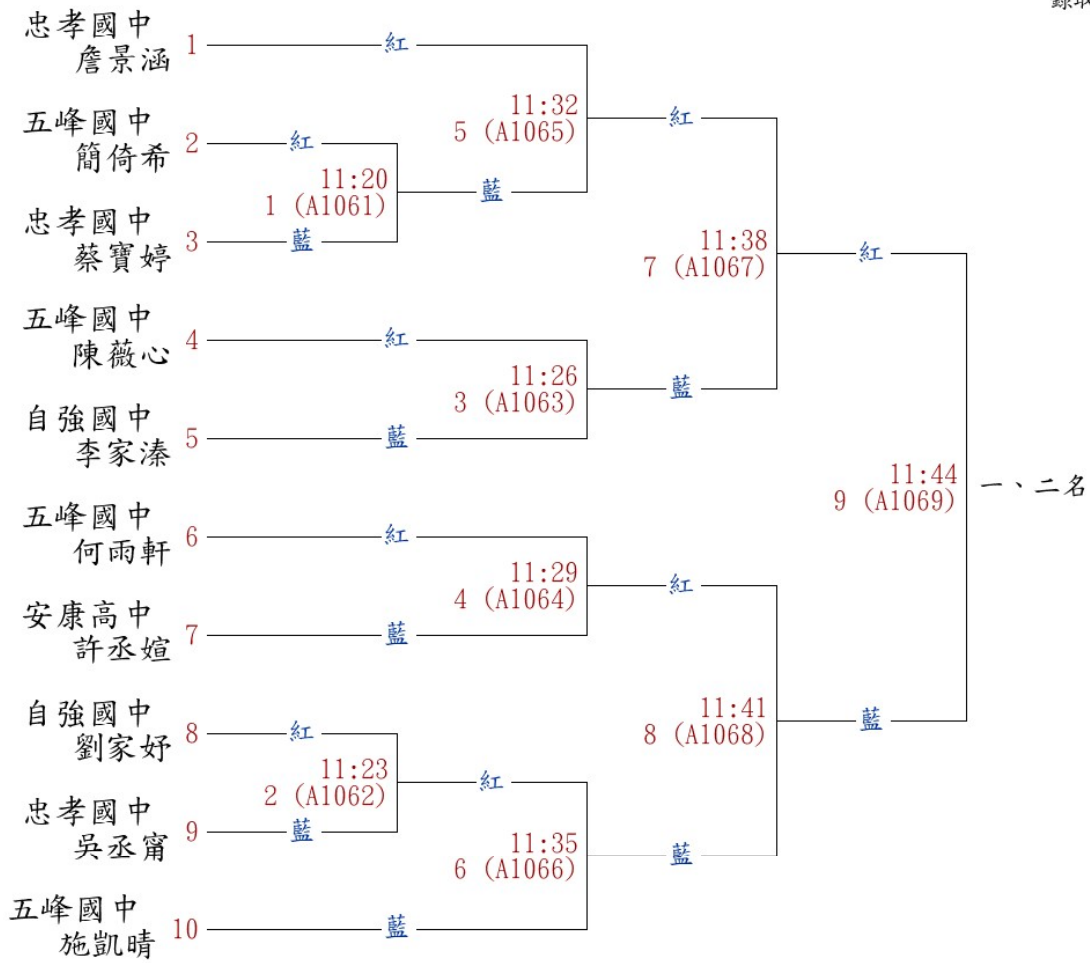 忠孝國中
詹景涵
1
紅
11:32
5 (A1065)
紅
五峰國中
簡倚希
2
紅
11:20
1 (A1061)
藍
忠孝國中
蔡寶婷
3
藍
11:38
7 (A1067)
紅
五峰國中
陳薇心
4
紅
11:26
3 (A1063)
藍
自強國中
李家溱
5
藍
11:44
9 (A1069)
一、二名
五峰國中
何雨軒
6
紅
11:29
4 (A1064)
紅
安康高中
許丞媗
7
藍
11:41
8 (A1068)
藍
自強國中
劉家妤
8
紅
11:23
2 (A1062)
紅
忠孝國中
吳丞甯
9
藍
11:35
6 (A1066)
藍
五峰國中
施凱晴
10
藍